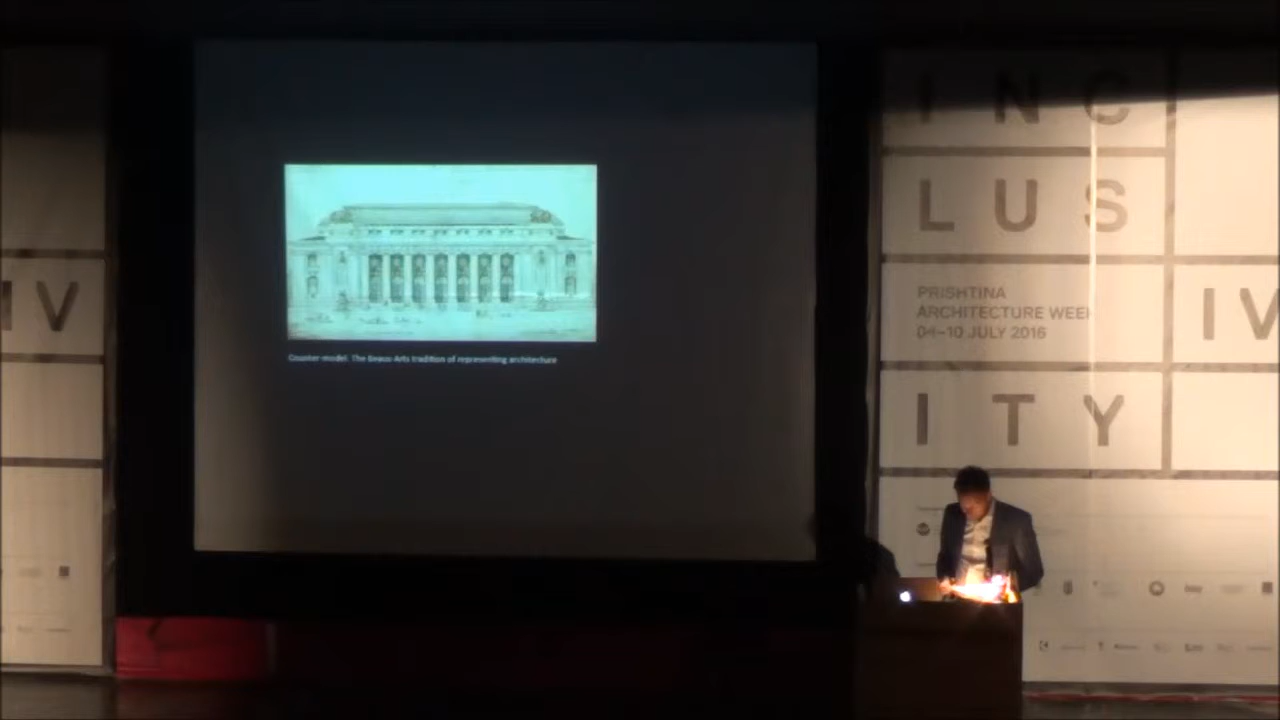 IV
Counter-model: The Beaux-Arts tradition of representing architecture
INC
LUS
PRISHTINA
ARCHITECTURE WEEK
04–10 JULY 2016
IV
ITY